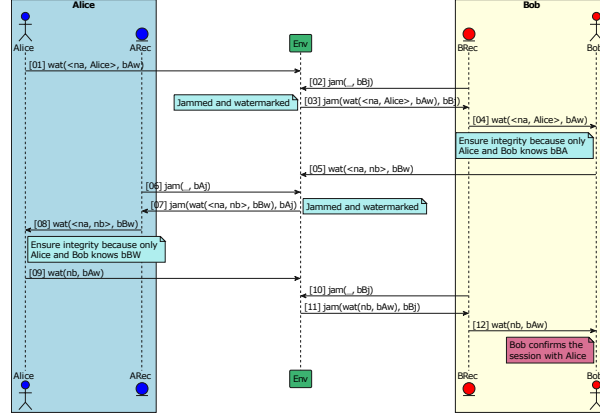 Alice
Bob
Alice
ARec
Env
BRec
Bob
[01] wat(<na, Alice>, bAw)
[02] jam(_, bBj)
Jammed and watermarked
[03] jam(wat(<na, Alice>, bAw), bBj)
[04] wat(<na, Alice>, bAw)
Ensure integrity because only
Alice and Bob knows bBA
[05] wat(<na, nb>, bBw)
[06] jam(_, bAj)
[07] jam(wat(<na, nb>, bBw), bAj)
Jammed and watermarked
[08] wat(<na, nb>, bBw)
Ensure integrity because only
Alice and Bob knows bBW
[09] wat(nb, bAw)
[10] jam(_, bBj)
[11] jam(wat(nb, bAw), bBj)
[12] wat(nb, bAw)
Bob confirms the
session with Alice
Alice
ARec
Env
BRec
Bob